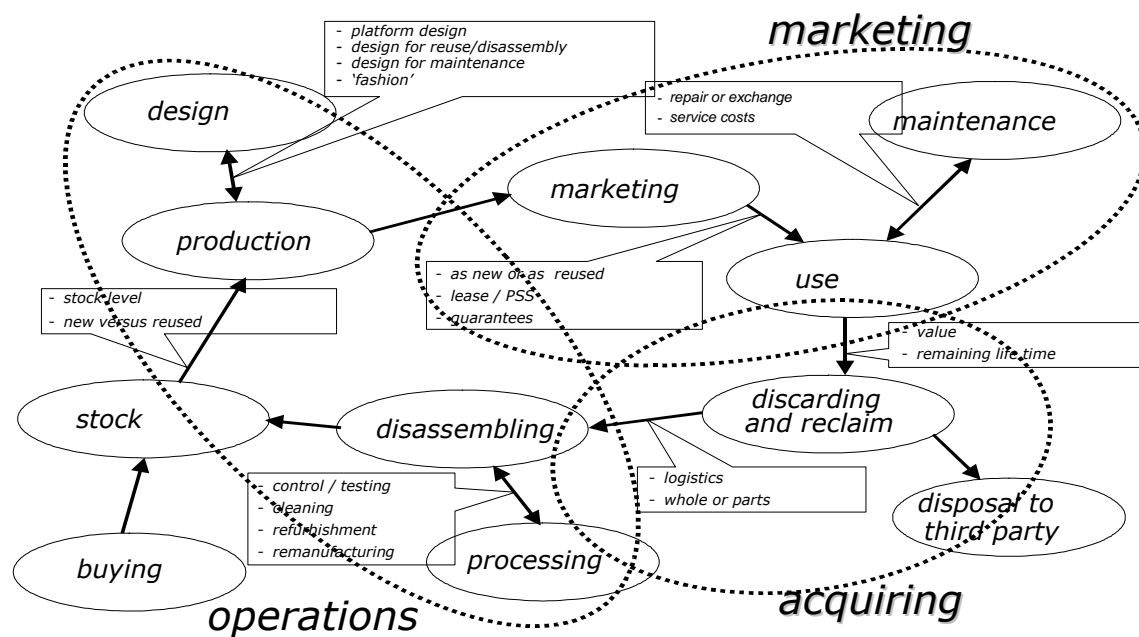 marketing
- platform design
- design for reuse/disassembly
- design for maintenance
- ‘fashion’
design
- repair or exchange
- service costs
maintenance
marketing
production
- as new or as reused
- lease / PSS
- guarantees
use
- stock level
- new versus reused
- value
- remaining life time
stock
disassembling
discarding
and reclaim
- logistics
- whole or parts
- control / testing
- cleaning
- refurbishment
- remanufacturing
disposal to
third party
buying
processing
operations
acquiring